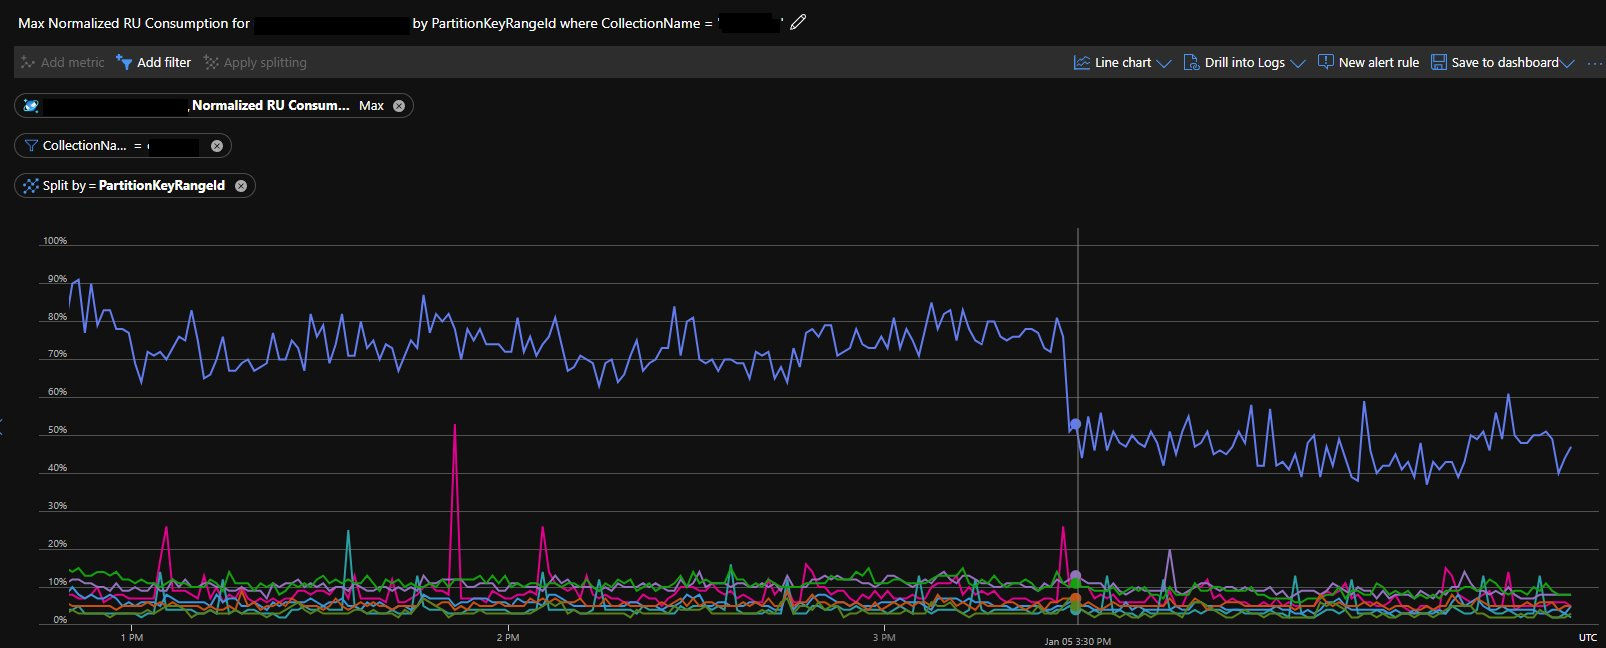 Max Normalized RU Consumption for by PartitionKeyRangeId where CollectionName = ' '
Add metric Add filter Apply splitting Line chart Drill into Logs New alert rule Save to dashboard ...
, Normalized RU Consum... Max
CollectionNa... =
Split by = PartitionKeyRangeId
100%
90%
80%
70%
60%
50%
40%
30%
20%
10%
0%
1 PM 2 PM 3 PM Jan 05 3:30 PM UTC